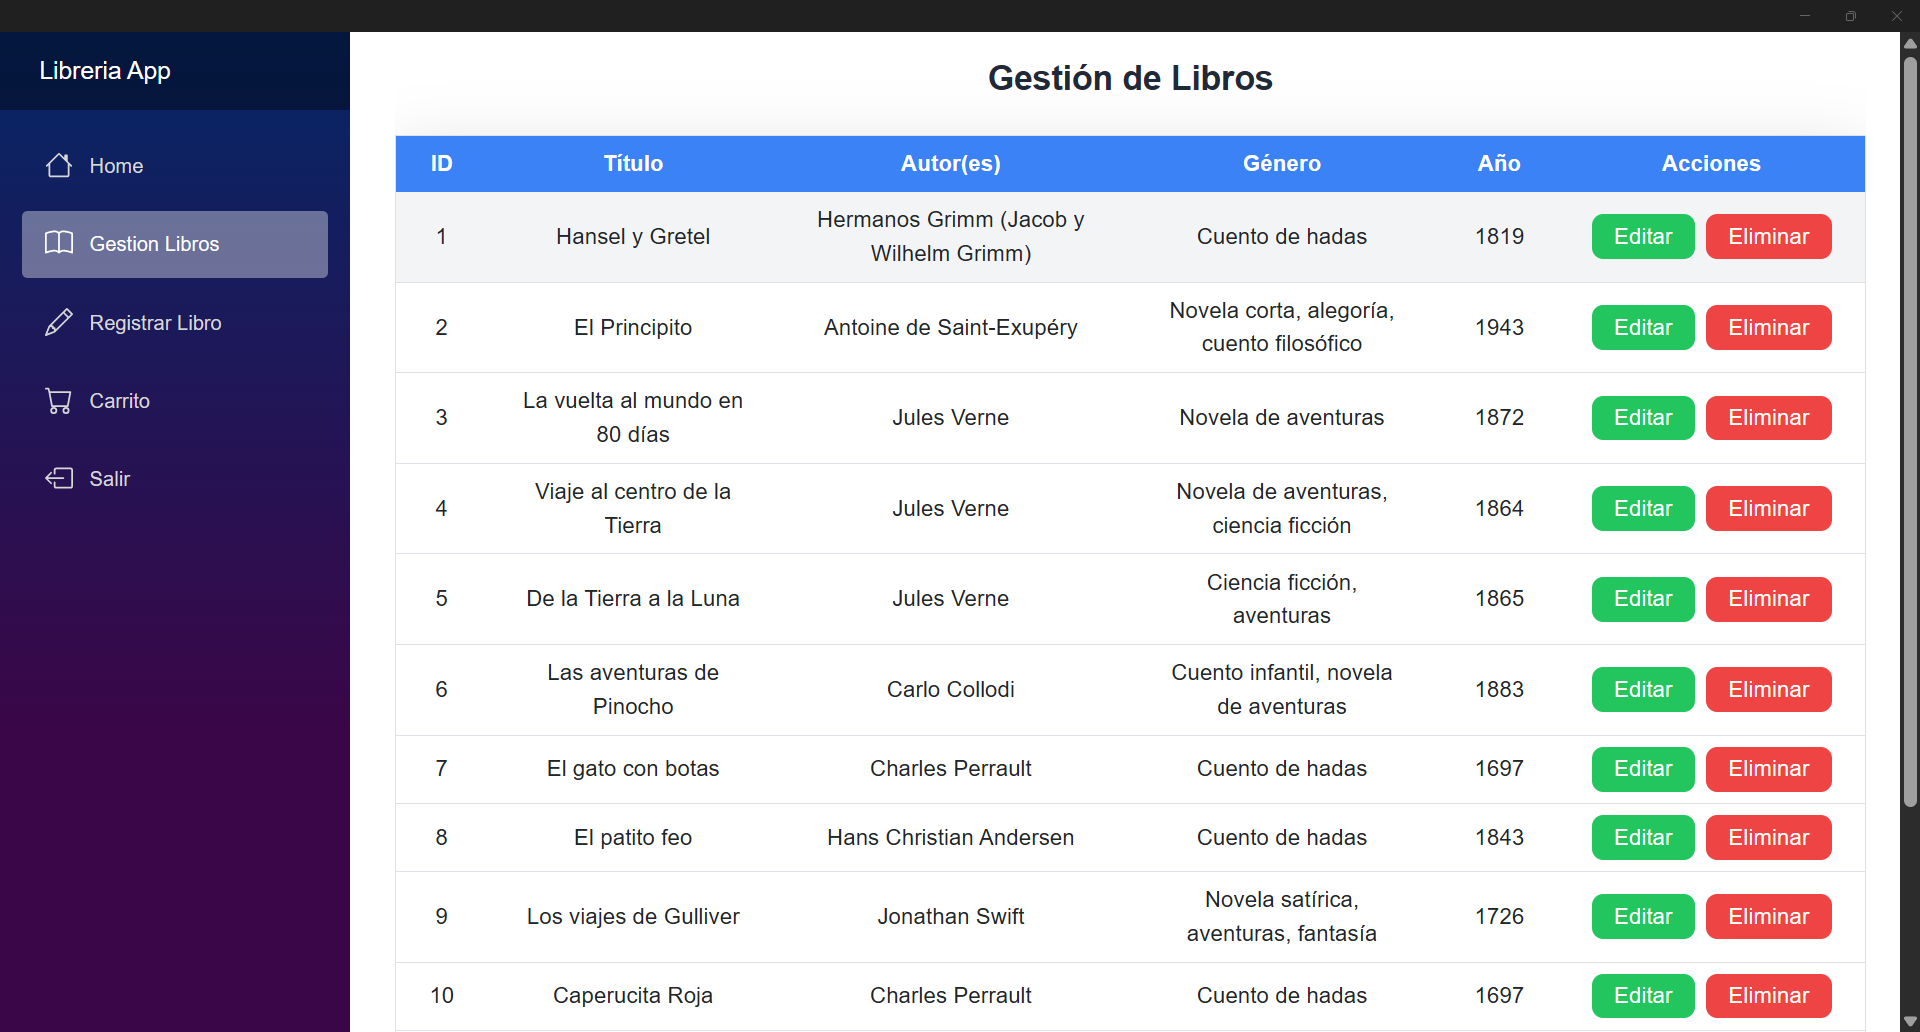 Libreria App
Home
Gestion Libros
Registrar Libro
Carrito
Salir
Gestión de Libros
ID Título Autor(es) Género Año Acciones
1 Hansel y Gretel Hermanos Grimm (Jacob y Wilhelm Grimm) Cuento de hadas 1819 Editar Eliminar
2 El Principito Antoine de Saint-Exupéry Novela corta, alegoría, cuento filosófico 1943 Editar Eliminar
3 La vuelta al mundo en 80 días Jules Verne Novela de aventuras 1872 Editar Eliminar
4 Viaje al centro de la Tierra Jules Verne Novela de aventuras, ciencia ficción 1864 Editar Eliminar
5 De la Tierra a la Luna Jules Verne Ciencia ficción, aventuras 1865 Editar Eliminar
6 Las aventuras de Pinocho Carlo Collodi Cuento infantil, novela de aventuras 1883 Editar Eliminar
7 El gato con botas Charles Perrault Cuento de hadas 1697 Editar Eliminar
8 El patito feo Hans Christian Andersen Cuento de hadas 1843 Editar Eliminar
9 Los viajes de Gulliver Jonathan Swift Novela satírica, aventuras, fantasía 1726 Editar Eliminar
10 Caperucita Roja Charles Perrault Cuento de hadas 1697 Editar Eliminar